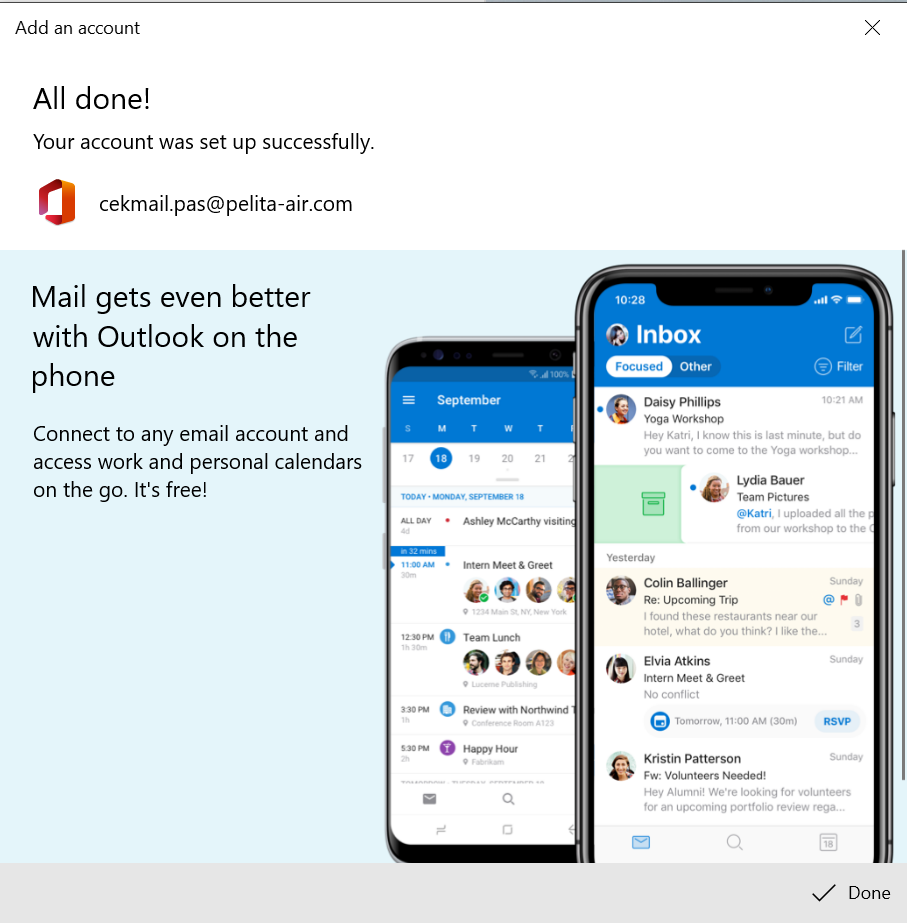 Add an account
All done!
Your account was set up successfully.
cekmail.pas@pelita-air.com
Mail gets even better
with Outlook on the
phone
Connect to any email account and
access work and personal calendars
on the go. It's free!
100%
September
S M T W T
17 18 19 20 21 2
TODAY • MONDAY, SEPTEMBER 18
ALL DAY
4d
Ashley McCarthy visiting
in 32 mins
11:00 AM
30m
Intern Meet & Greet
1234 Main St, NY, New York
12:30 PM
1h 30m
Team Lunch
Lucerne Publishing
3:30 PM
1h
Review with Northwind T
Conference Room A123
5:30 PM
2h
Happy Hour
Fabrikam
10:28
Inbox
Focused
Other
Filter
Daisy Phillips
10:21 AM
Yoga Workshop
Hey Katri, I know this is last minute, but do
you want to come to the Yoga workshop...
Lydia Bauer
Team Pictures
@Katri, I uploaded all the p
from our workshop to the
Yesterday
Colin Ballinger
Sunday
Re: Upcoming Trip
I found these restaurants near our
hotel, what do you think? I like the...
3
Elvia Atkins
Sunday
Intern Meet & Greet
No conflict
Tomorrow, 11:00 AM (30m)
RSVP
Kristin Patterson
Sunday
Fw: Volunteers Needed!
Hey Alumni! We're looking for volunteers
for an upcoming portfolio review rega...
18
Done